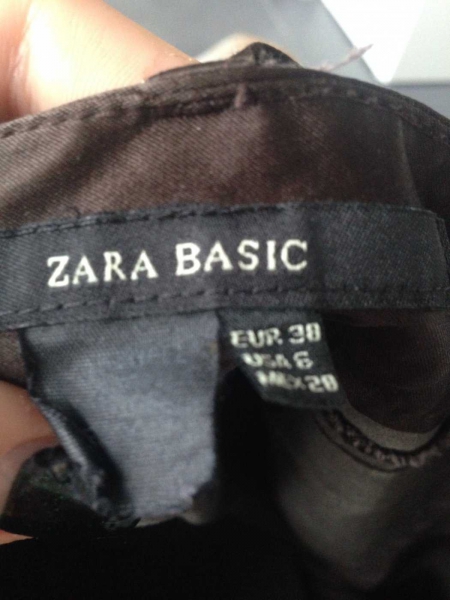 ZARA BASIC
EUR 38
USA 6
MEX 28